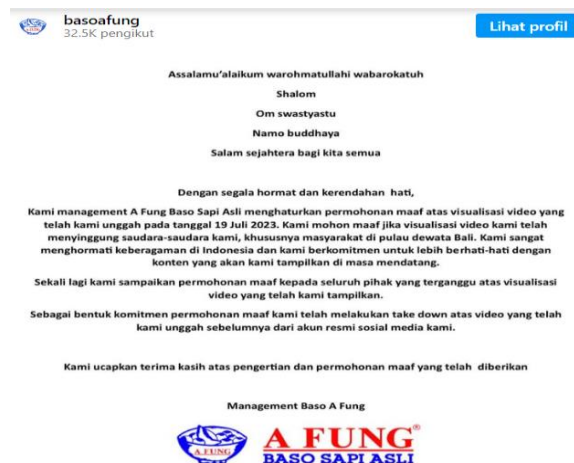 basoafung
32.5K pengikut
Lihat profil
Assalamu'alaikum warohmatullahi wabarokatuh
Shalom
Om swastyastu
Namo buddhaya
Salam sejahtera bagi kita semua
Dengan segala hormat dan kerendahan hati,
Kami management A Fung Baso Sapi Asli menghaturkan permohonan maaf atas visualisasi video yang
telah kami unggah pada tanggal 19 Juli 2023. Kami mohon maaf jika visualisasi video kami telah
menyinggung saudara-saudara kami, khususnya masyarakat di pulau dewata Bali. Kami sangat
menghormati keberagaman di Indonesia dan kami berkomitmen untuk lebih berhati-hati dengan
konten yang akan kami tampilkan di masa mendatang.
Sekali lagi kami sampaikan permohonan maaf kepada seluruh pihak yang terganggu atas visualisasi
video yang telah kami tampilkan.
Sebagai bentuk komitmen permohonan maaf kami telah melakukan take down atas video yang telah
kami unggah sebelumnya dari akun resmi sosial media kami.
Kami ucapkan terima kasih atas pengertian dan permohonan maaf yang telah diberikan
Management Baso A Fung
A FUNG
A FUNG®
BASO SAPI ASLI